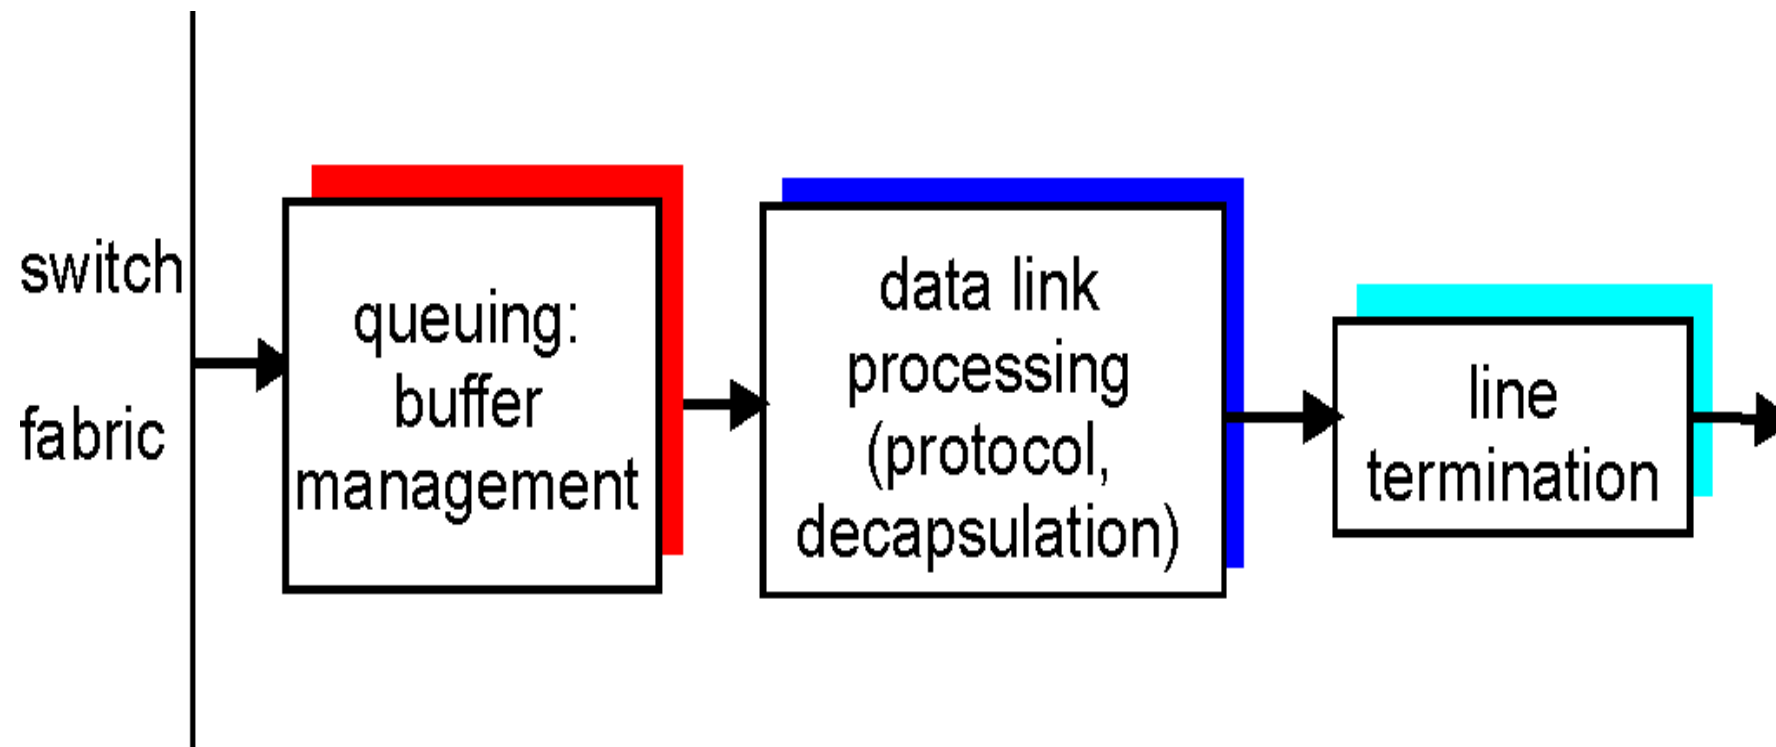 switch
fabric
queuing:
buffer
management
data link
processing
(protocol,
decapsulation)
line
termination